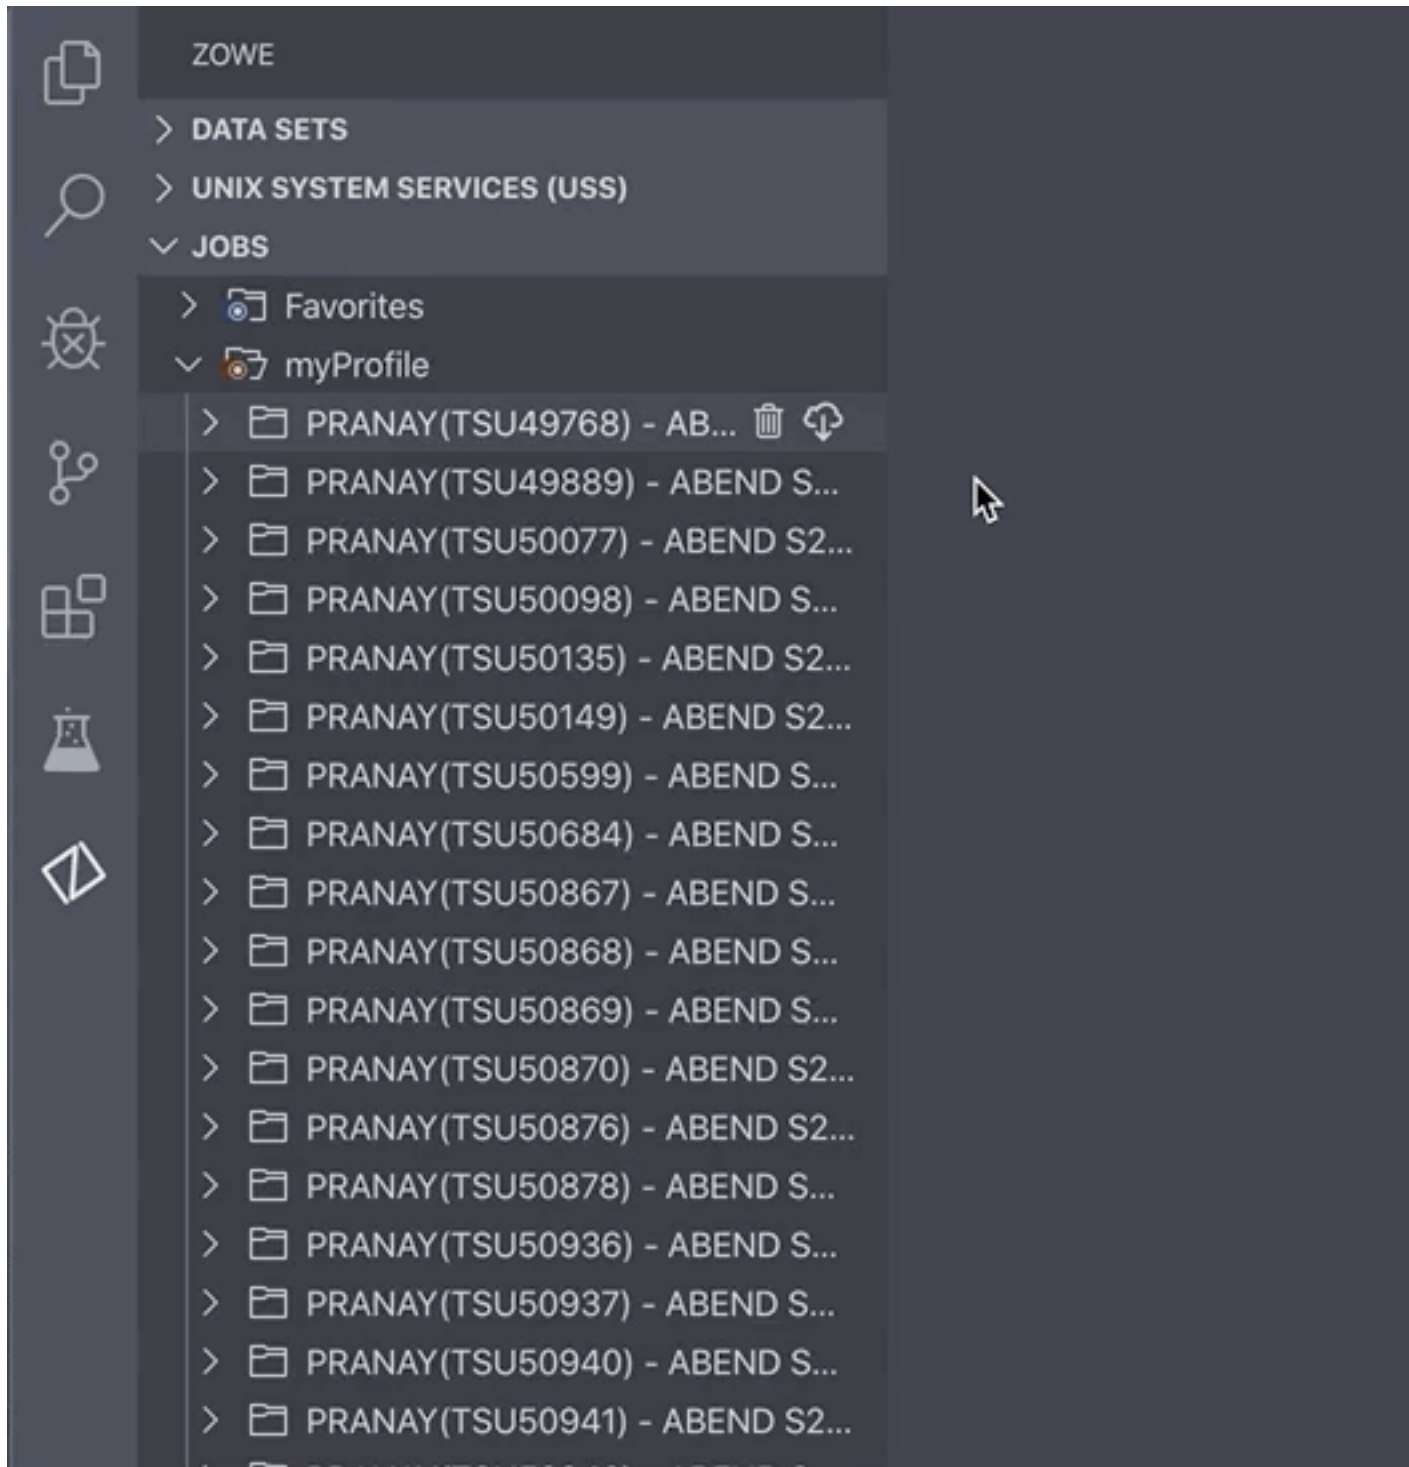 ZOWE
DATA SETS
UNIX SYSTEM SERVICES (USS)
JOBS
Favorites
myProfile
PRANAY(TSU49768) - AB...
PRANAY(TSU49889) - ABEND S...
PRANAY(TSU50077) - ABEND S2...
PRANAY(TSU50098) - ABEND S...
PRANAY(TSU50135) - ABEND S2...
PRANAY(TSU50149) - ABEND S2...
PRANAY(TSU50599) - ABEND S...
PRANAY(TSU50684) - ABEND S...
PRANAY(TSU50867) - ABEND S...
PRANAY(TSU50868) - ABEND S...
PRANAY(TSU50869) - ABEND S...
PRANAY(TSU50870) - ABEND S2...
PRANAY(TSU50876) - ABEND S2...
PRANAY(TSU50878) - ABEND S...
PRANAY(TSU50936) - ABEND S...
PRANAY(TSU50937) - ABEND S...
PRANAY(TSU50940) - ABEND S...
PRANAY(TSU50941) - ABEND S2...